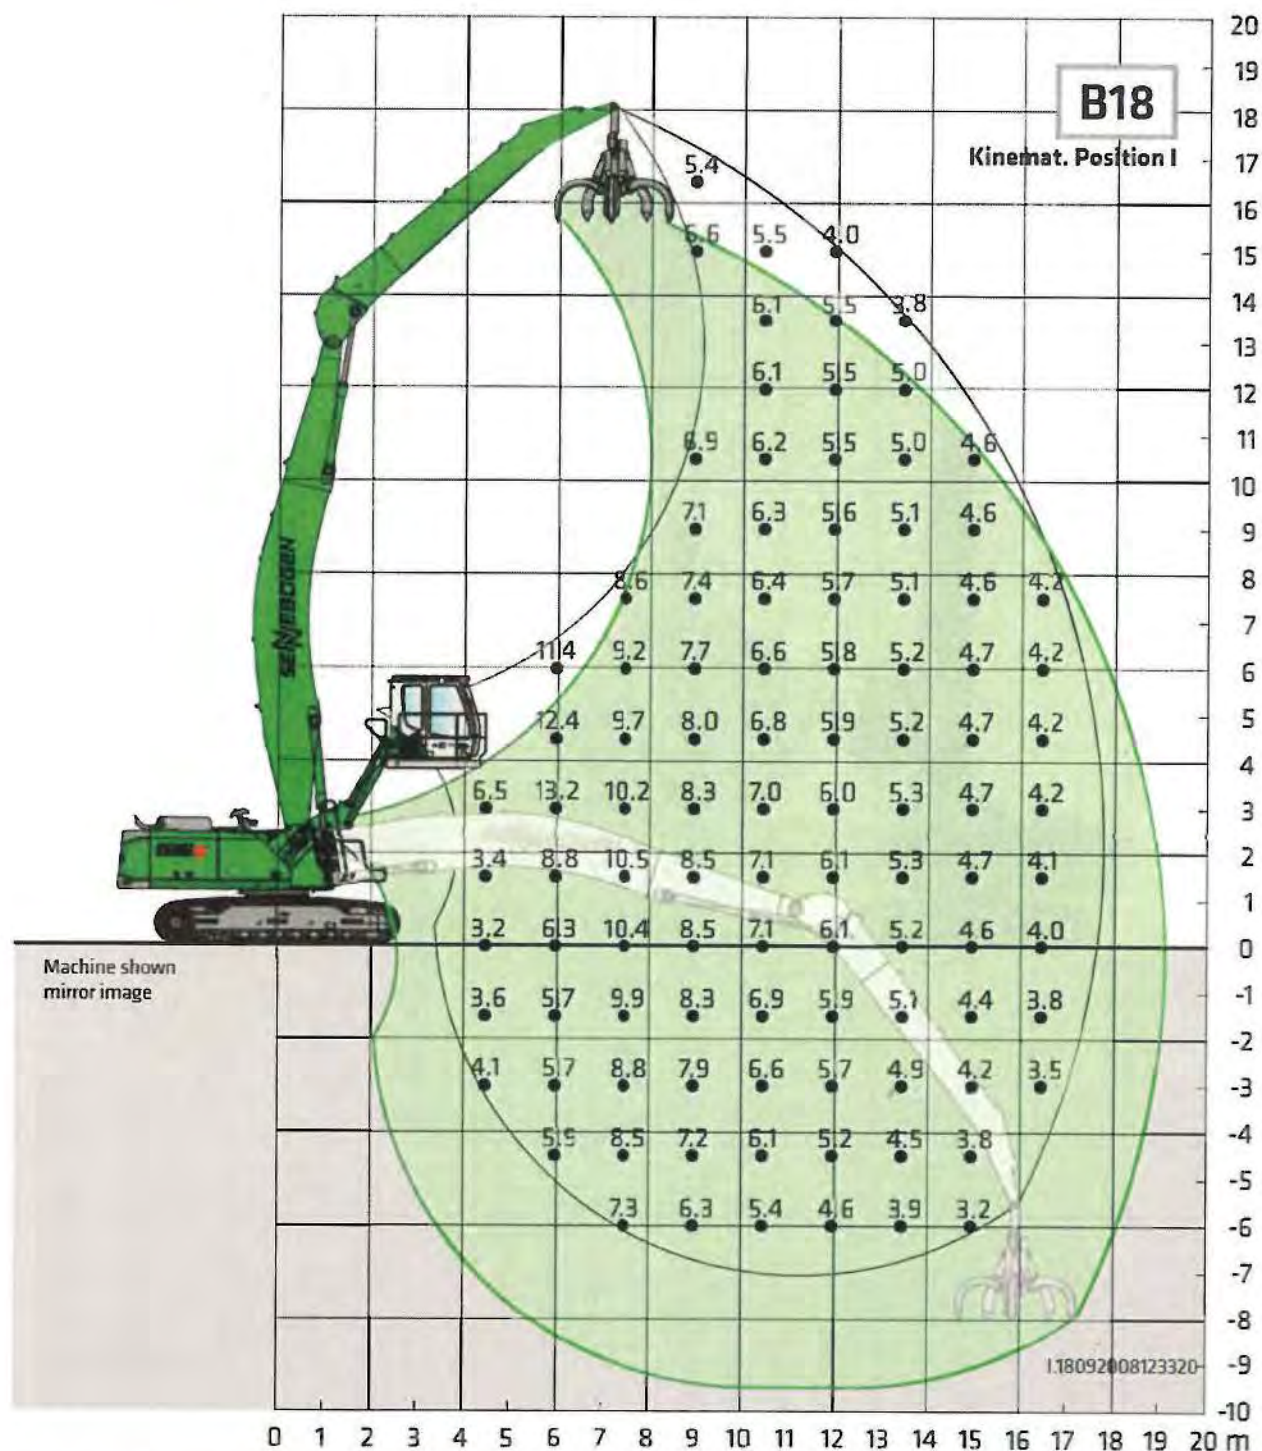 20
19
B18
18
Kinemat. Position I
17
5.4
16
6.6 5.5 4.0
15
14
6.1 5.5 3.8
13
6.1 5.5 5.0
12
11
6.9 6.2 5.5 5.0 4.6
10
7.1 6.3 5.6 5.1 4.6
9
8
8.6 7.4 6.4 5.7 5.1 4.6 4.2
7
11.4 9.2 7.7 6.6 5.8 5.2 4.7 4.2
6
SENNEBOGEN
5
12.4 9.7 8.0 6.8 5.9 5.2 4.7 4.2
4
6.5 13.2 10.2 8.3 7.0 6.0 5.3 4.7 4.2
3
2
3.4 8.8 10.5 8.5 7.1 6.1 5.3 4.7 4.1
1
3.2 6.3 10.4 8.5 7.1 6.1 5.2 4.6 4.0
0
Machine shown
mirror image
-1
3.6 5.7 9.9 8.3 6.9 5.9 5.1 4.4 3.8
-2
4.1 5.7 8.8 7.9 6.6 5.7 4.9 4.2 3.5
-3
-4
5.5 8.5 7.2 6.1 5.2 4.5 3.8
-5
7.3 6.3 5.4 4.6 3.9 3.2
-6
-7
-8
1.18092008123320
-9
-10
0 1 2 3 4 5 6 7 8 9 10 11 12 13 14 15 16 17 18 19 20 m